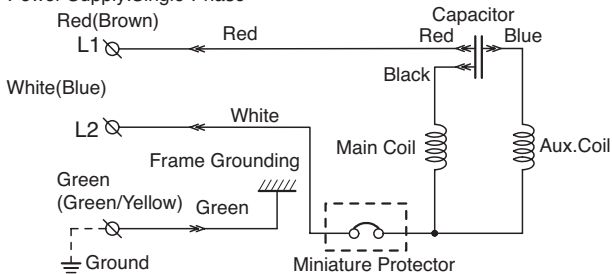 Power Supply:Single-Phase
Red(Brown)
Capacitor
L1
Red
Red
Blue
Black
White(Blue)
L2
White
Main Coil
Aux.Coil
Frame Grounding
Green
(Green/Yellow)
Green
Ground
Miniature Protector